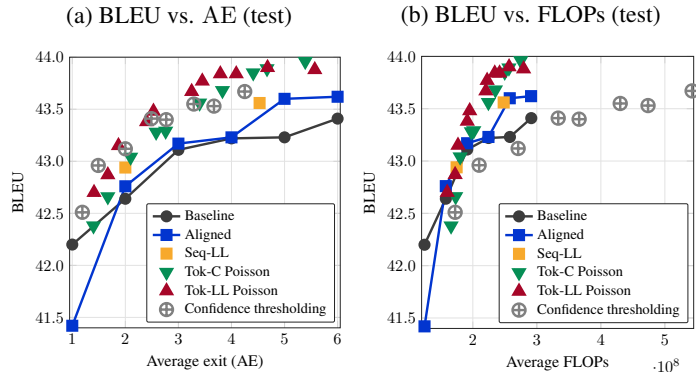 (a) BLEU vs. AE (test)
44.0
43.5
43.0
42.5
42.0
41.5
BLEU
Baseline
Aligned
Seq-LL
Tok-C Poisson
Tok-LL Poisson
Confidence thresholding
1 2 3 4 5 6
Average exit (AE)
(b) BLEU vs. FLOPs (test)
44.0
43.5
43.0
42.5
42.0
41.5
BLEU
Baseline
Aligned
Seq-LL
Tok-C Poisson
Tok-LL Poisson
Confidence thresholding
2 3 4 5
Average FLOPs
·10⁸